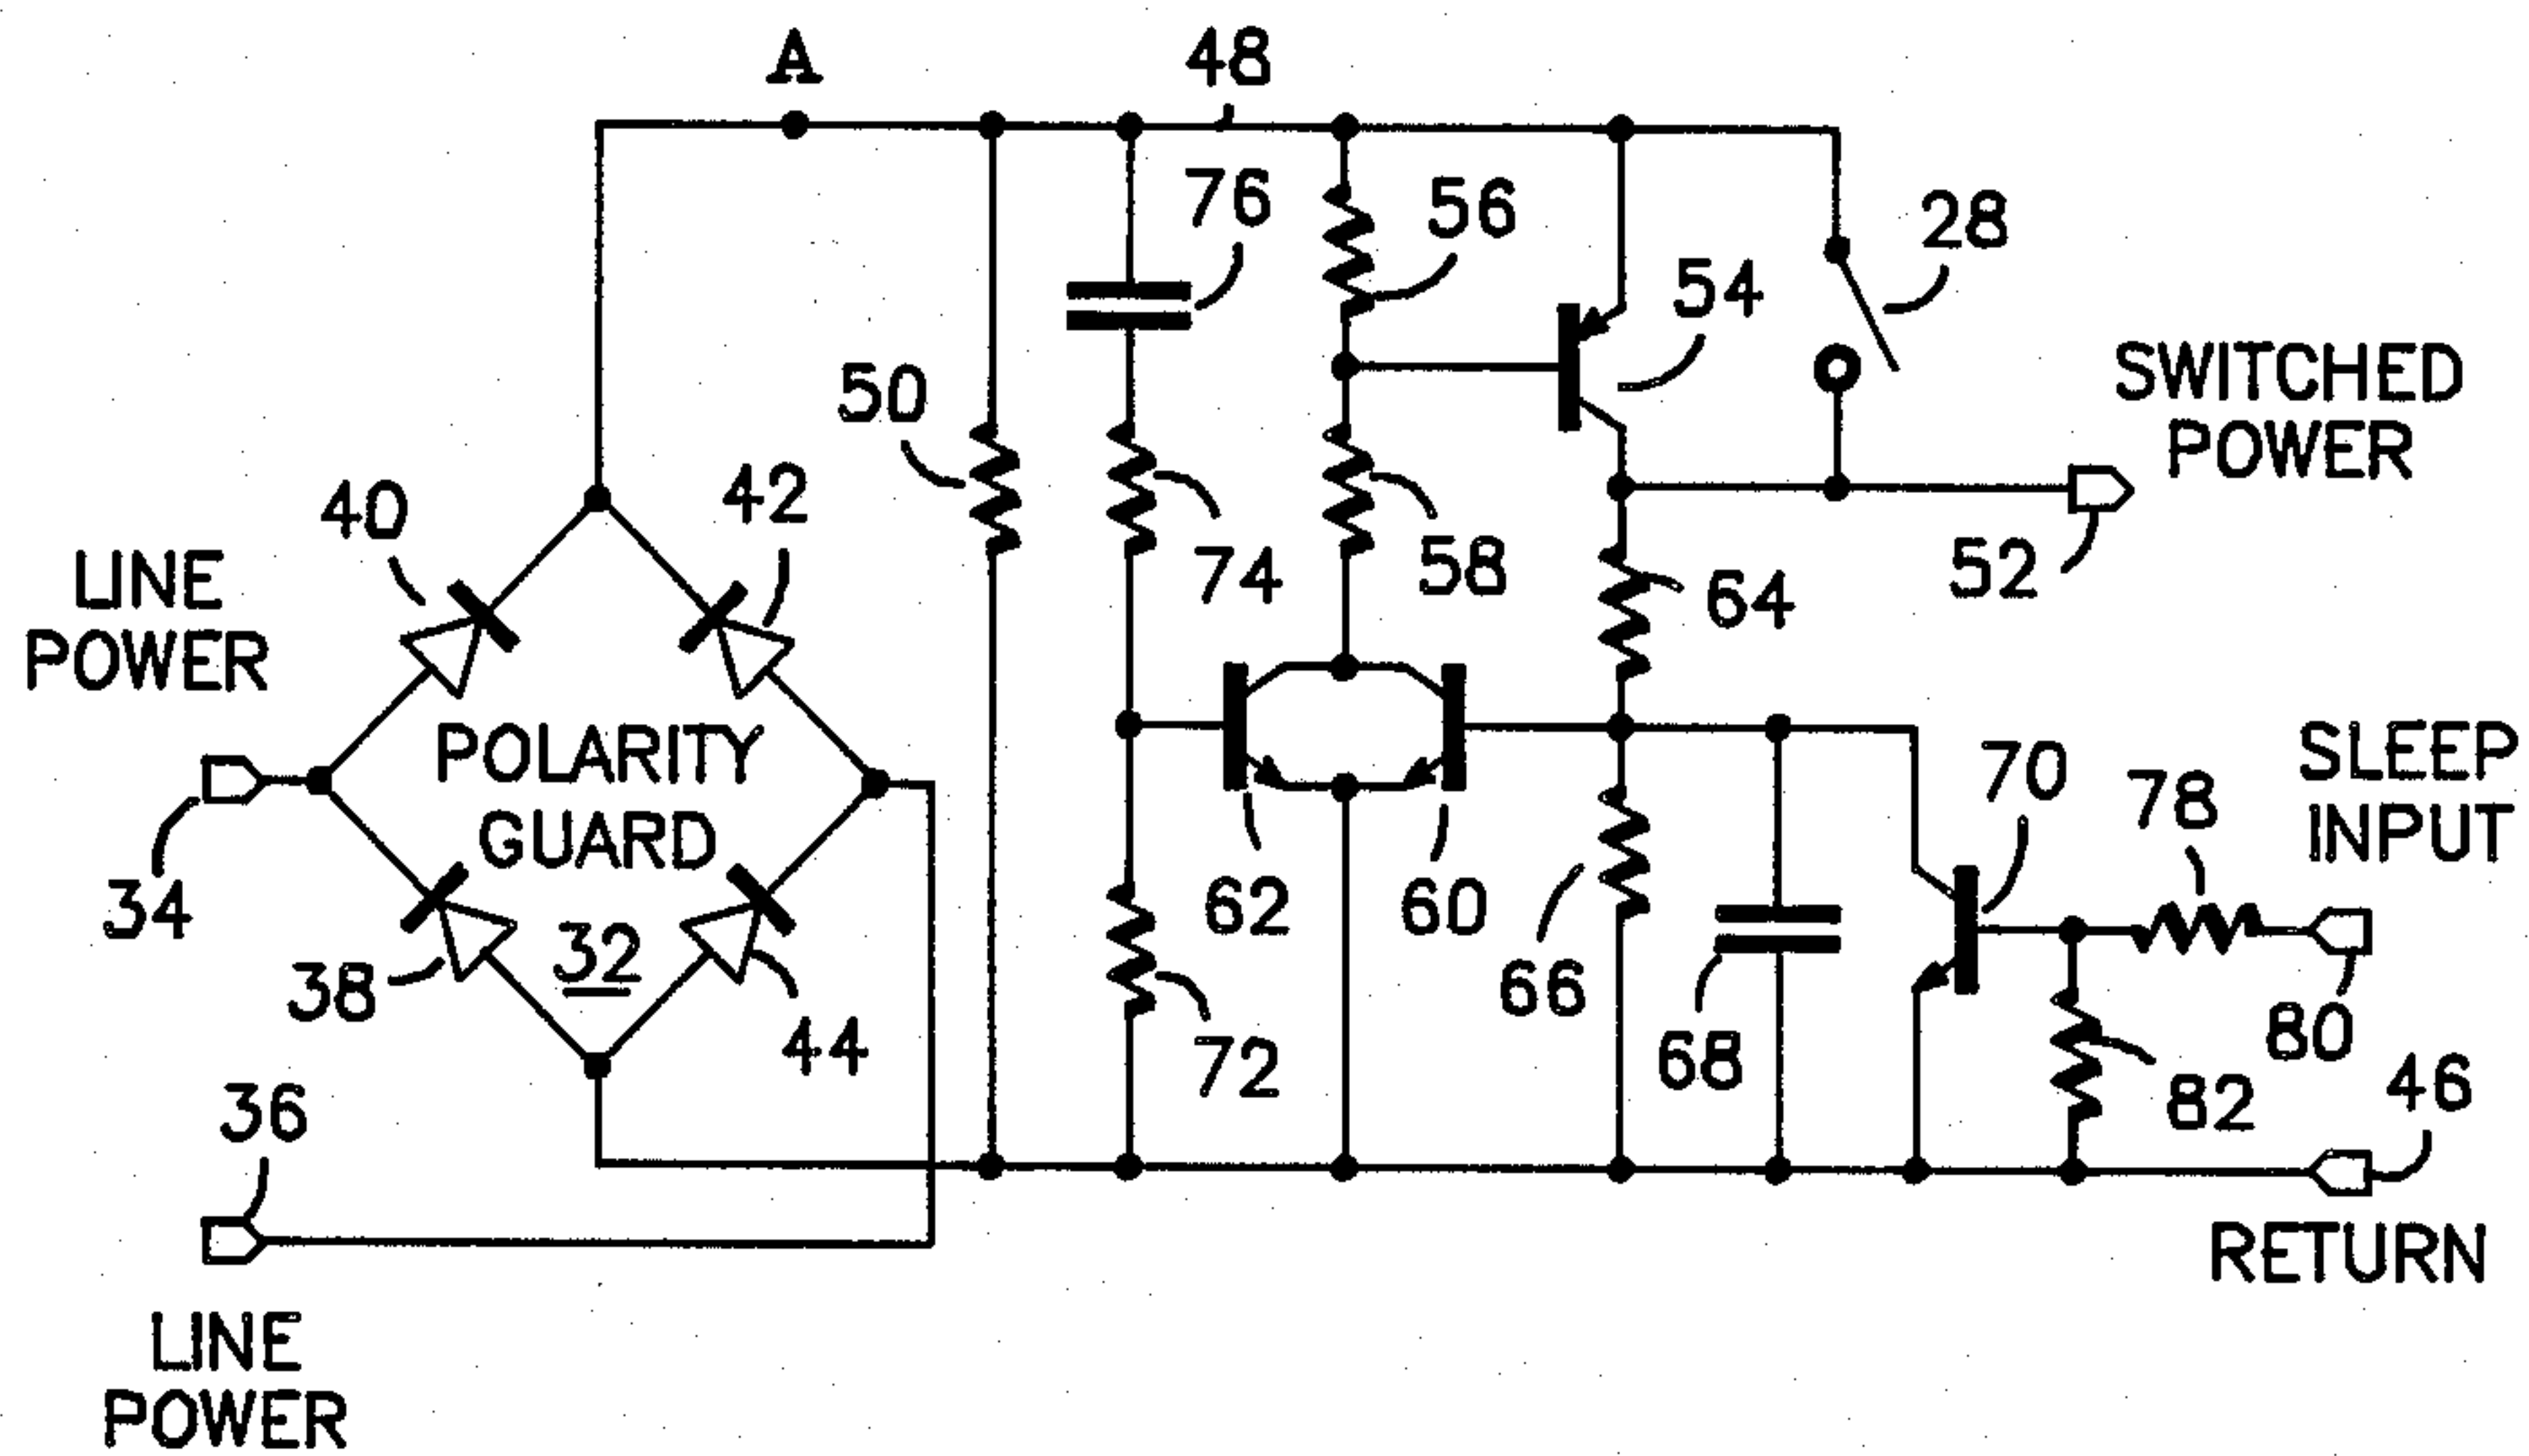 A
48
76
56
28
54
50
SWITCHED
POWER
40
42
74
58
52
64
LINE
POWER
POLARITY
GUARD
SLEEP
INPUT
34
62
60
70
78
38
32
44
66
68
80
72
82
46
36
RETURN
LINE
POWER